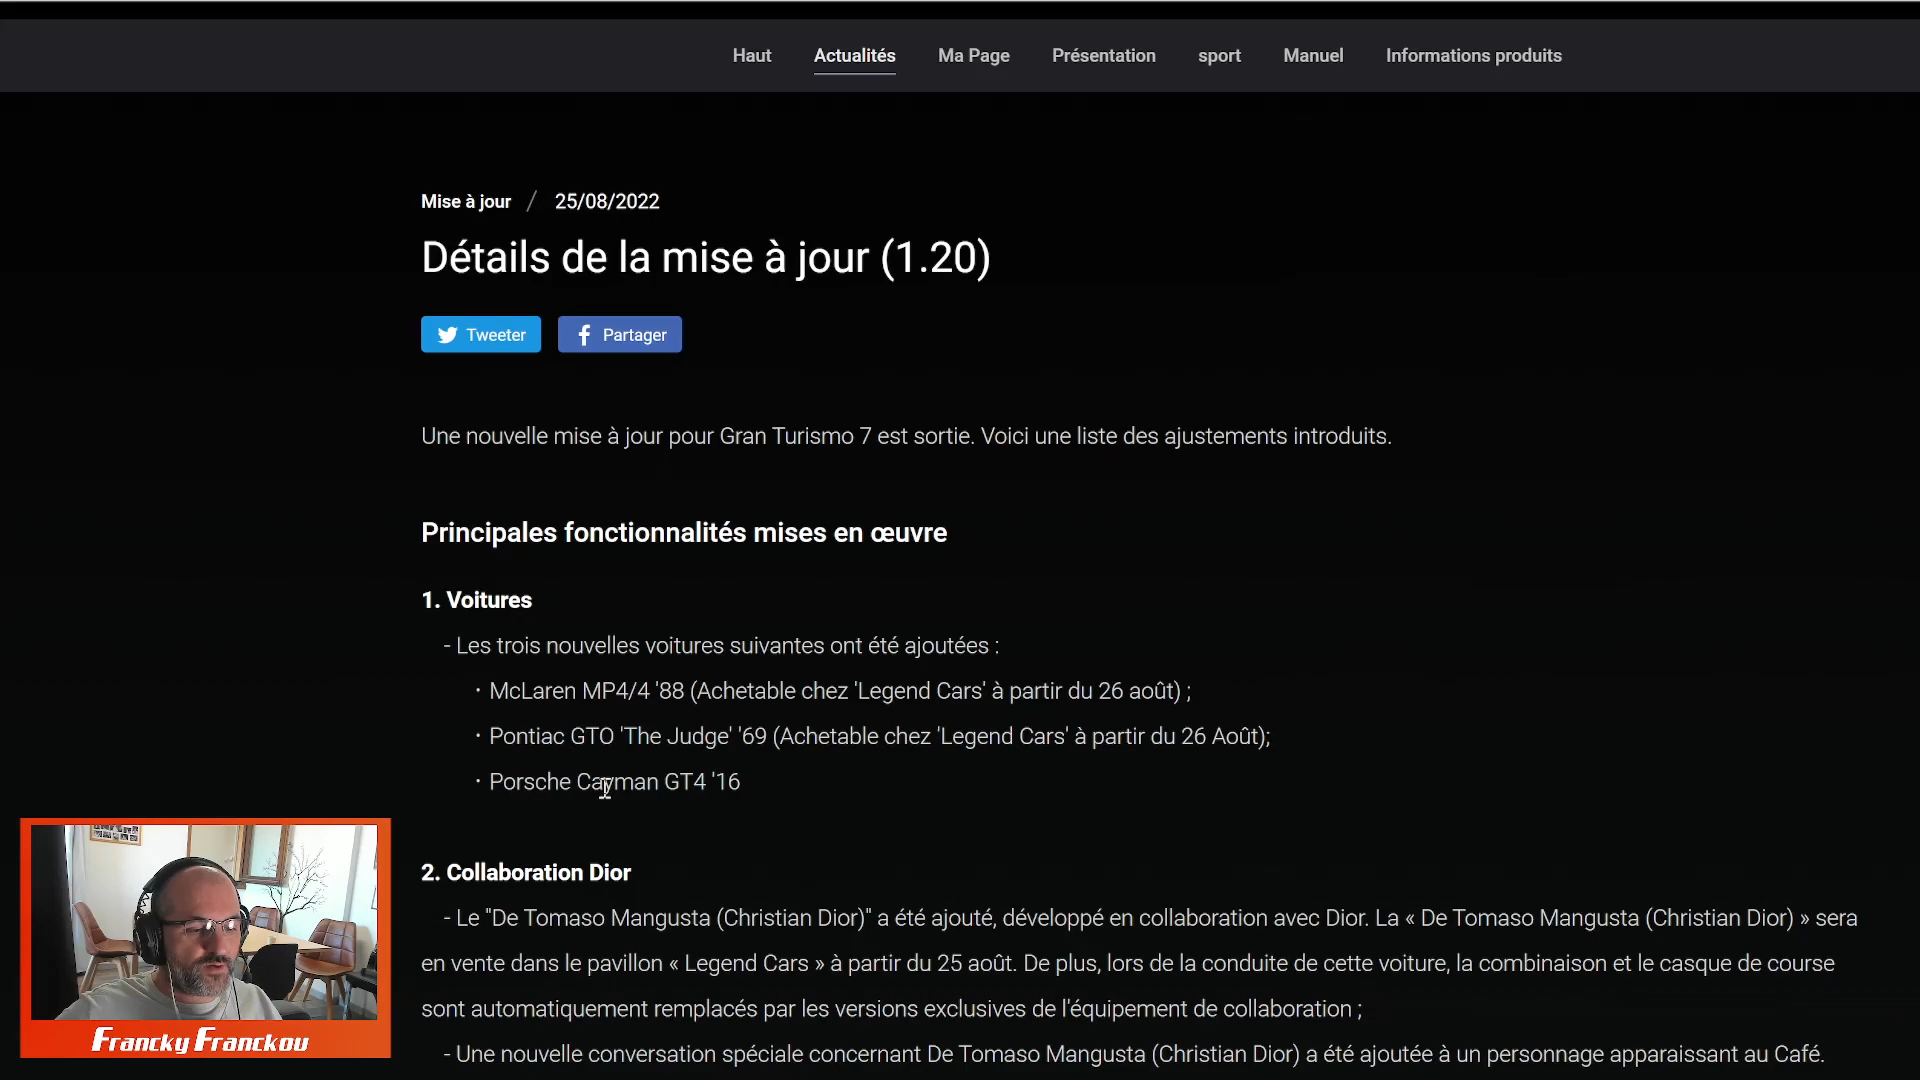 Haut Actualités Ma Page Présentation sport Manuel Informations produits
Mise à jour / 25/08/2022
Détails de la mise à jour (1.20)
Tweeter Partager
Une nouvelle mise à jour pour Gran Turismo 7 est sortie. Voici une liste des ajustements introduits.
Principales fonctionnalités mises en œuvre
1. Voitures
- Les trois nouvelles voitures suivantes ont été ajoutées :
・McLaren MP4/4 '88 (Achetable chez 'Legend Cars' à partir du 26 août) ;
・Pontiac GTO 'The Judge' '69 (Achetable chez 'Legend Cars' à partir du 26 Août);
・Porsche Cayman GT4 '16
2. Collaboration Dior
- Le "De Tomaso Mangusta (Christian Dior)" a été ajouté, développé en collaboration avec Dior. La « De Tomaso Mangusta (Christian Dior) » sera
en vente dans le pavillon « Legend Cars » à partir du 25 août. De plus, lors de la conduite de cette voiture, la combinaison et le casque de course
sont automatiquement remplacés par les versions exclusives de l'équipement de collaboration ;
- Une nouvelle conversation spéciale concernant De Tomaso Mangusta (Christian Dior) a été ajoutée à un personnage apparaissant au Café.
Francky Franckou